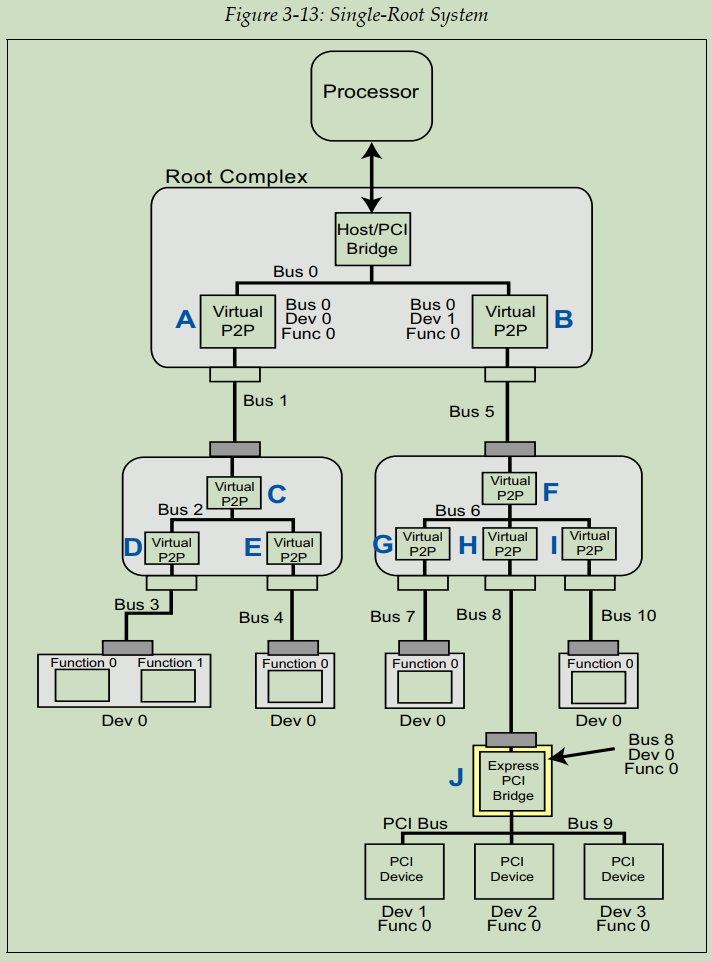 Figure 3-13: Single-Root System
Processor
Root Complex
Host/PCI
Bridge
Bus 0
A
Virtual
P2P
Bus 0
Dev 0
Func 0
Bus 0
Dev 1
Func 0
Virtual
P2P
B
Bus 1
Bus 5
Virtual
P2P
C
Bus 2
D
Virtual
P2P
E
Virtual
P2P
Virtual
P2P
F
Bus 6
G
Virtual
P2P
H
Virtual
P2P
I
Virtual
P2P
Bus 3
Bus 4
Bus 7
Bus 8
Bus 10
Function 0
Function 1
Dev 0
Function 0
Dev 0
Function 0
Dev 0
Function 0
Dev 0
J
Express
PCI
Bridge
Bus 8
Dev 0
Func 0
PCI Bus
Bus 9
PCI
Device
Dev 1
Func 0
PCI
Device
Dev 2
Func 0
PCI
Device
Dev 3
Func 0